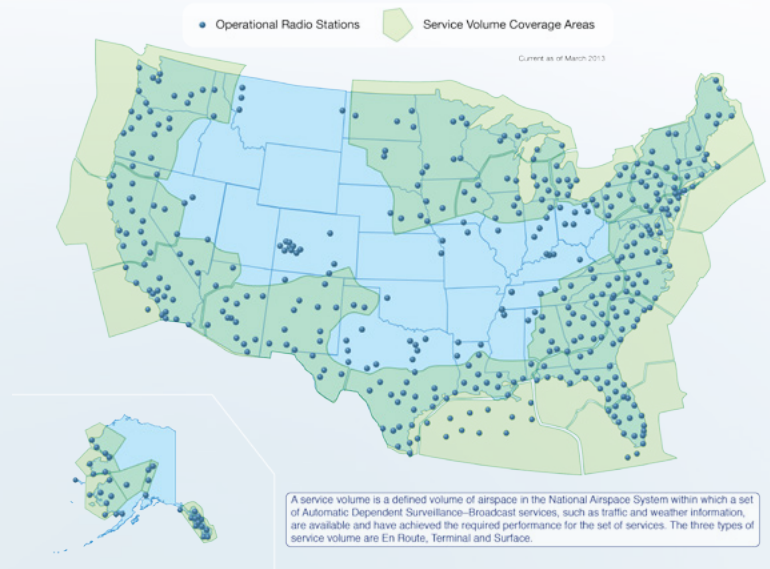 Operational Radio Stations
Service Volume Coverage Areas
Current as of March 2013
A service volume is a defined volume of airspace in the National Airspace System within which a set
of Automatic Dependent Surveillance–Broadcast services, such as traffic and weather information,
are available and have achieved the required performance for the set of services. The three types of
service volume are En Route, Terminal and Surface.